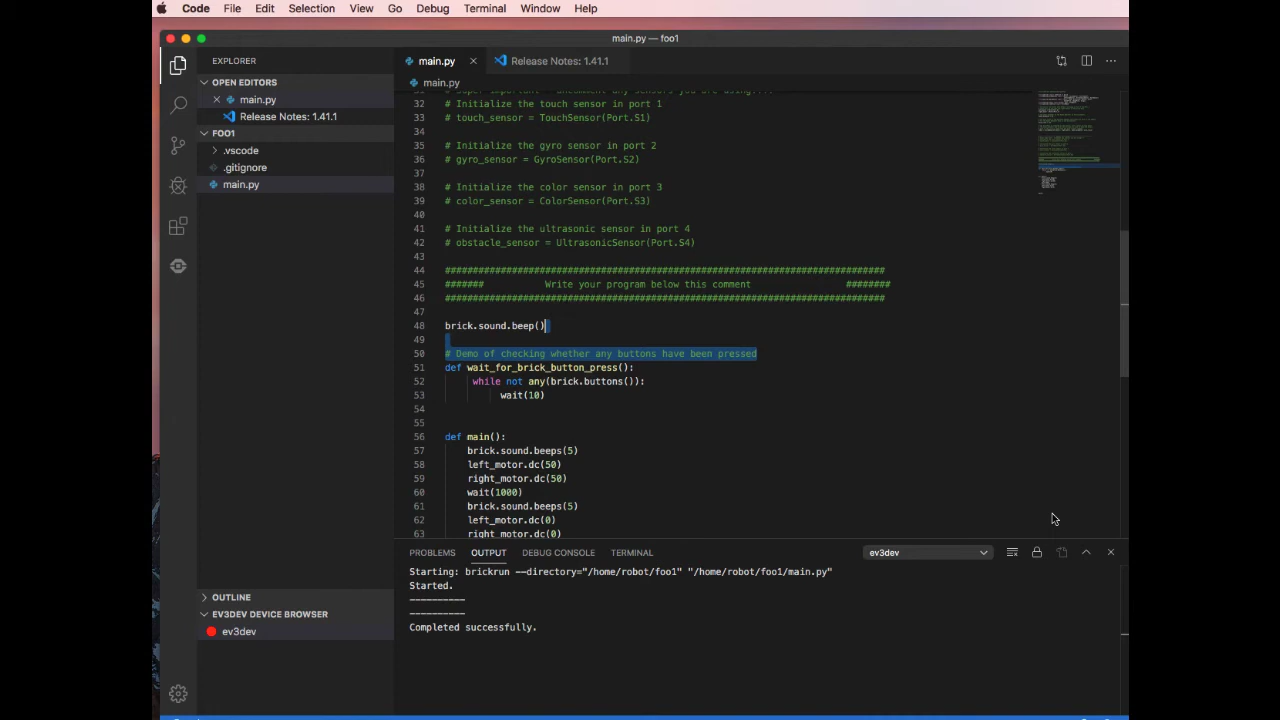 Code File Edit Selection View Go Debug Terminal Window Help
main.py — foo1
EXPLORER
OPEN EDITORS
main.py
Release Notes: 1.41.1
FOO1
.vscode
.gitignore
main.py
OUTLINE
EV3DEV DEVICE BROWSER
ev3dev
main.py Release Notes: 1.41.1
main.py
31 # Super important - uncomment any sensors you are using!...
32 # Initialize the touch sensor in port 1
33 # touch_sensor = TouchSensor(Port.S1)
34
35 # Initialize the gyro sensor in port 2
36 # gyro_sensor = GyroSensor(Port.S2)
37
38 # Initialize the color sensor in port 3
39 # color_sensor = ColorSensor(Port.S3)
40
41 # Initialize the ultrasonic sensor in port 4
42 # obstacle_sensor = UltrasonicSensor(Port.S4)
43
44 ###############################################################################
45 ####### Write your program below this comment ########
46 ###############################################################################
47
48 brick.sound.beep()
49
50 # Demo of checking whether any buttons have been pressed
51 def wait_for_brick_button_press():
52 while not any(brick.buttons()):
53 wait(10)
54
55
56 def main():
57 brick.sound.beeps(5)
58 left_motor.dc(50)
59 right_motor.dc(50)
60 wait(1000)
61 brick.sound.beeps(5)
62 left_motor.dc(0)
63 right_motor.dc(0)
PROBLEMS OUTPUT DEBUG CONSOLE TERMINAL ev3dev
Starting: brickrun --directory="/home/robot/foo1" "/home/robot/foo1/main.py"
Started.
----------
----------
Completed successfully.